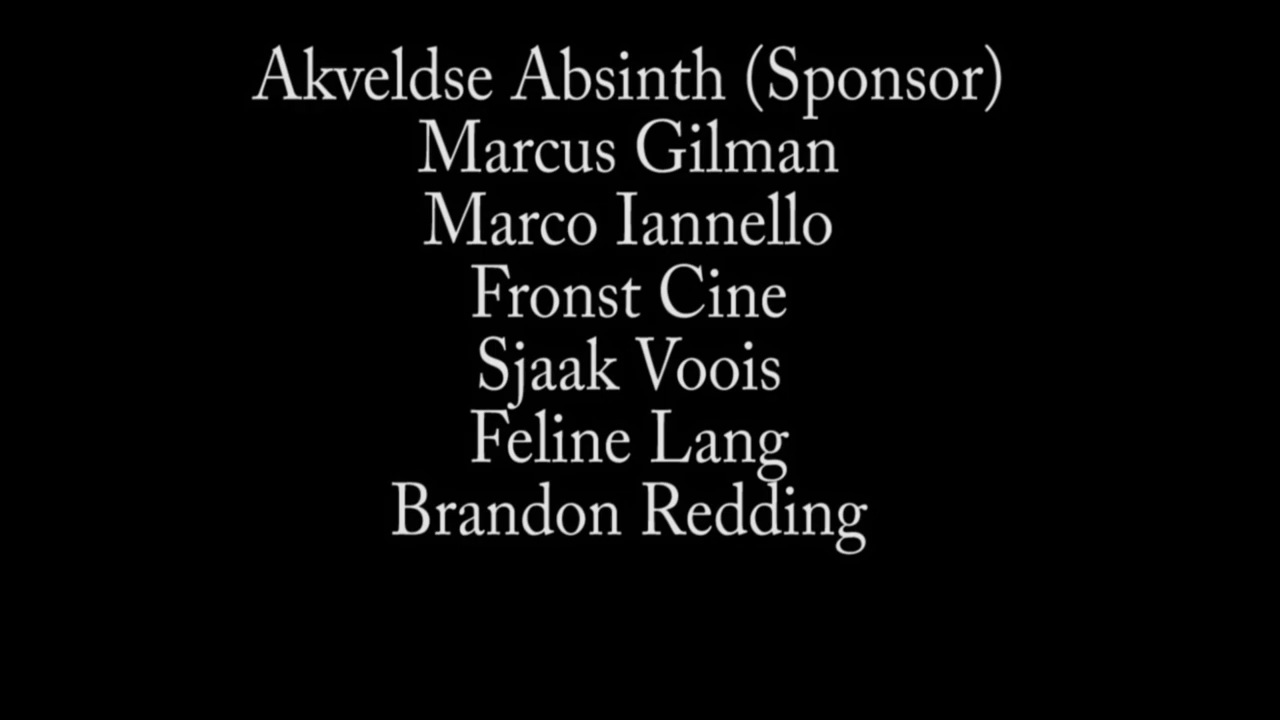 Akveldse Absinth (Sponsor)
Marcus Gilman
Marco Iannello
Fronst Cine
Sjaak Voois
Feline Lang
Brandon Redding